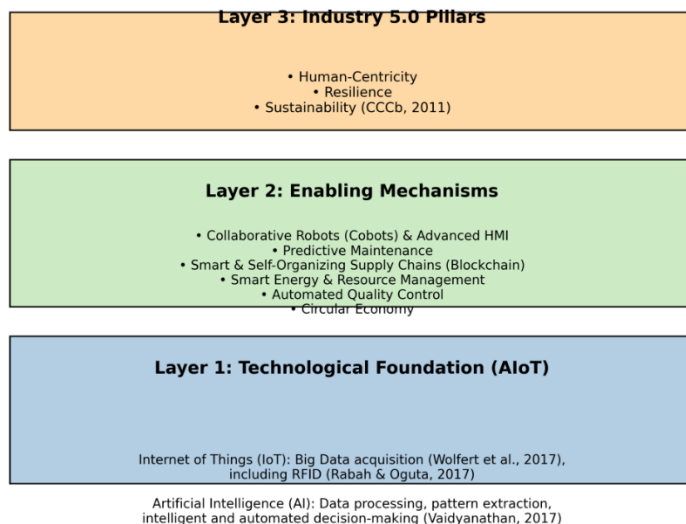 Layer 3: Industry 5.0 Pillars
• Human-Centricity
• Resilience
• Sustainability (CCCb, 2011)
Layer 2: Enabling Mechanisms
• Collaborative Robots (Cobots) & Advanced HMI
• Predictive Maintenance
• Smart & Self-Organizing Supply Chains (Blockchain)
• Smart Energy & Resource Management
• Automated Quality Control
• Circular Economy
Layer 1: Technological Foundation (AIoT)
Internet of Things (IoT): Big Data acquisition (Wolfert et al., 2017),
including RFID (Rabah & Oguta, 2017)
Artificial Intelligence (AI): Data processing, pattern extraction,
intelligent and automated decision-making (Vaidyanathan, 2017)